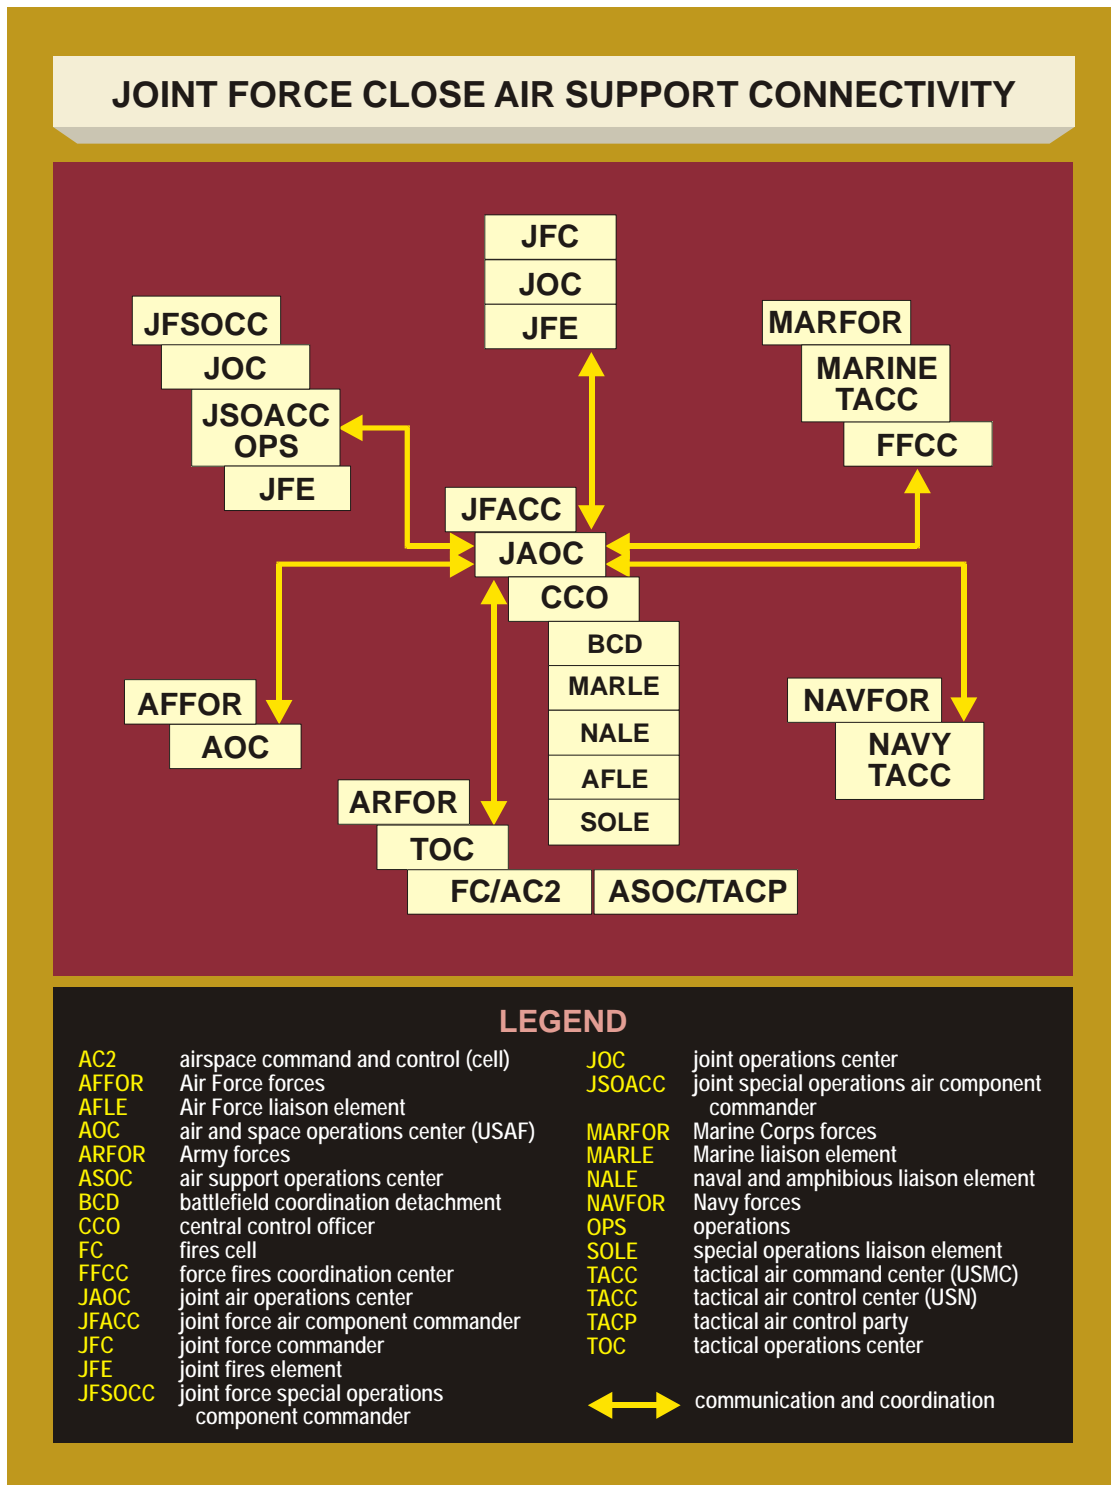 JOINT FORCE CLOSE AIR SUPPORT CONNECTIVITY
JFC
JOC
JFE
JFSOCC
JOC
JSOACC
OPS
JFE
MARFOR
MARINE
TACC
FFCC
JFACC
JAOC
CCO
BCD
MARLE
NALE
AFLE
SOLE
AFFOR
AOC
NAVFOR
NAVY
TACC
ARFOR
TOC
FC/AC2
ASOC/TACP
LEGEND
AC2 airspace command and control (cell)
AFFOR Air Force forces
AFLE Air Force liaison element
AOC air and space operations center (USAF)
ARFOR Army forces
ASOC air support operations center
BCD battlefield coordination detachment
CCO central control officer
FC fires cell
FFCC force fires coordination center
JAOC joint air operations center
JFACC joint force air component commander
JFC joint force commander
JFE joint fires element
JFSOCC joint force special operations
component commander
JOC joint operations center
JSOACC joint special operations air component
commander
MARFOR Marine Corps forces
MARLE Marine liaison element
NALE naval and amphibious liaison element
NAVFOR Navy forces
OPS operations
SOLE special operations liaison element
TACC tactical air command center (USMC)
TACC tactical air control center (USN)
TACP tactical air control party
TOC tactical operations center
communication and coordination